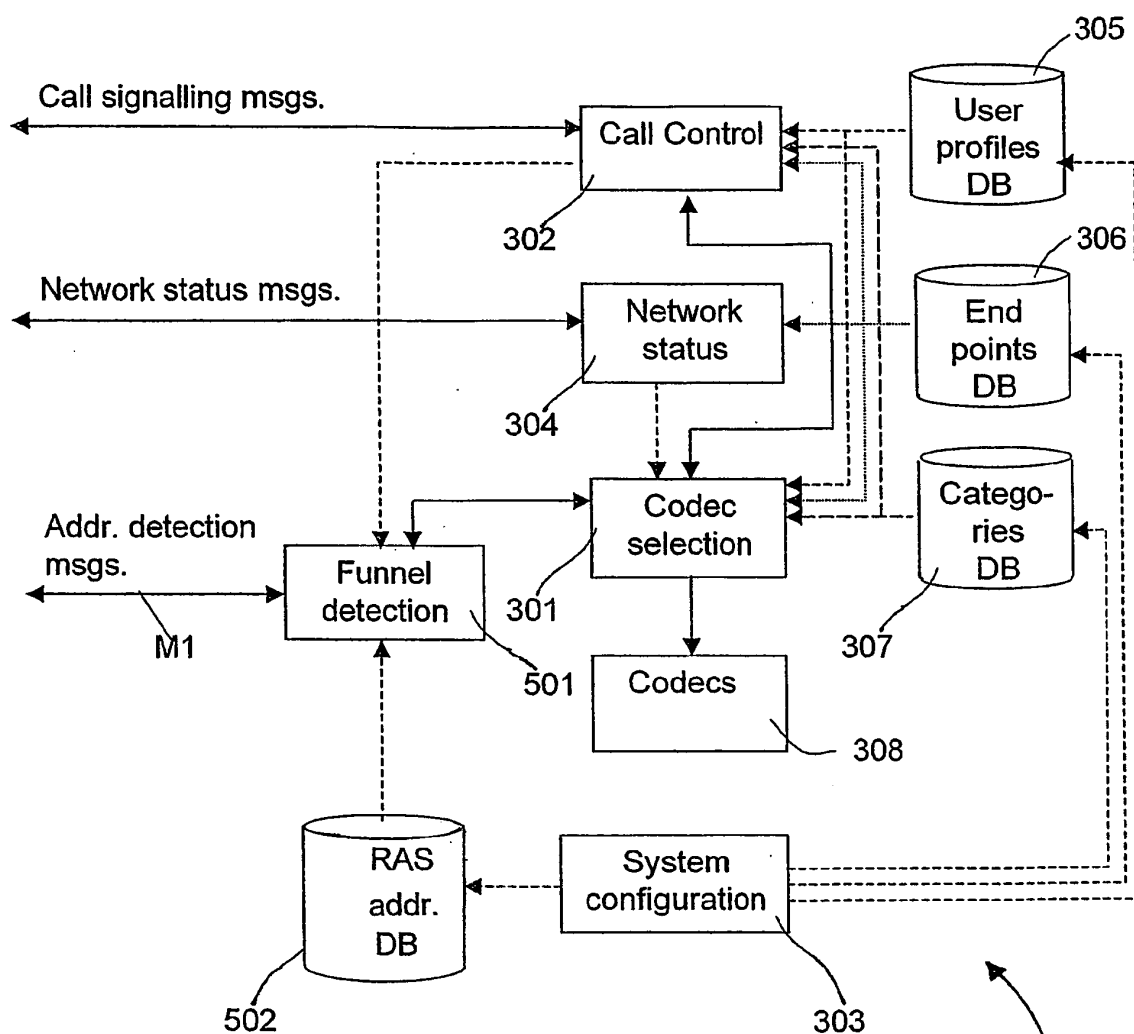 305
Call signalling msgs.
Call Control
User
profiles
DB
302
306
Network status msgs.
Network
status
End
points
DB
304
Addr. detection
msgs.
Codec
selection
Catego-
ries
DB
Funnel
detection
301
M1
307
501
Codecs
308
RAS
addr.
DB
System
configuration
502
303